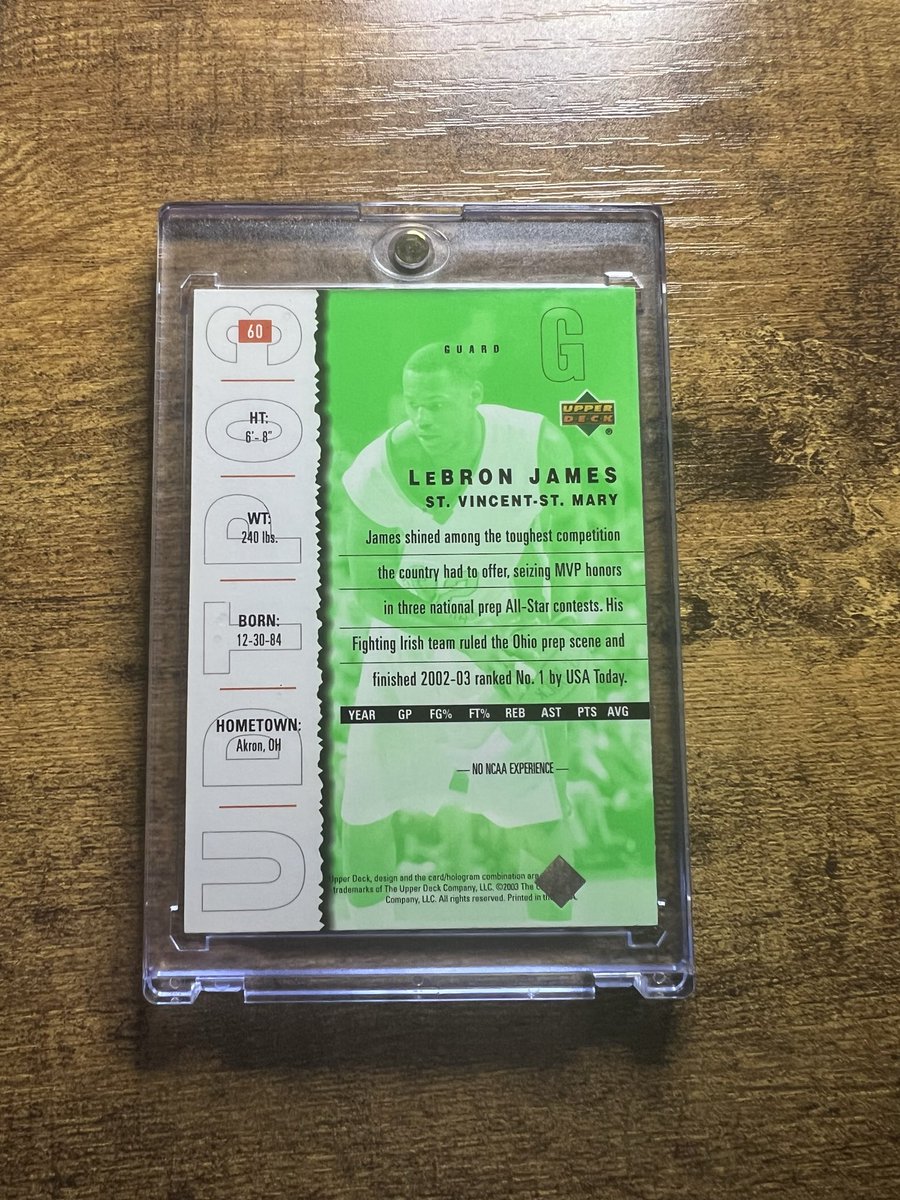 60
UDTPO3
HT:
6'- 8"
WT:
240 lbs.
BORN:
12-30-84
HOMETOWN:
Akron, OH
G
GUARD
UPPER
DECK
®
LEBRON JAMES
ST. VINCENT-ST. MARY
James shined among the toughest competition
the country had to offer, seizing MVP honors
in three national prep All-Star contests. His
Fighting Irish team ruled the Ohio prep scene and
finished 2002-03 ranked No. 1 by USA Today.
YEAR GP FG% FT% REB AST PTS AVG
— NO NCAA EXPERIENCE —
Upper Deck, design and the card/hologram combination are
trademarks of The Upper Deck Company, LLC. ©2003 The
Company, LLC. All rights reserved. Printed in